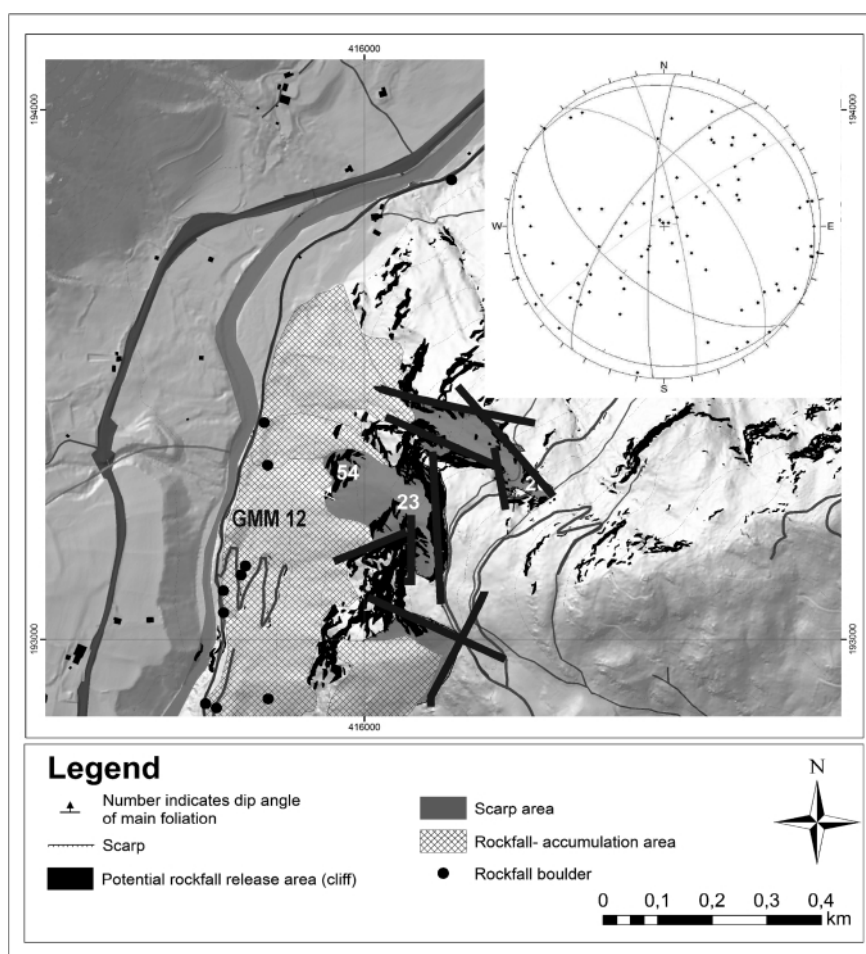 416000
194000
194000
N
W
E
S
54
23
2
GMM 12
193000
193000
416000
Legend
Number indicates dip angle
of main foliation
Scarp
Potential rockfall release area (cliff)
Scarp area
Rockfall- accumulation area
Rockfall boulder
N
0 0,1 0,2 0,3 0,4
km